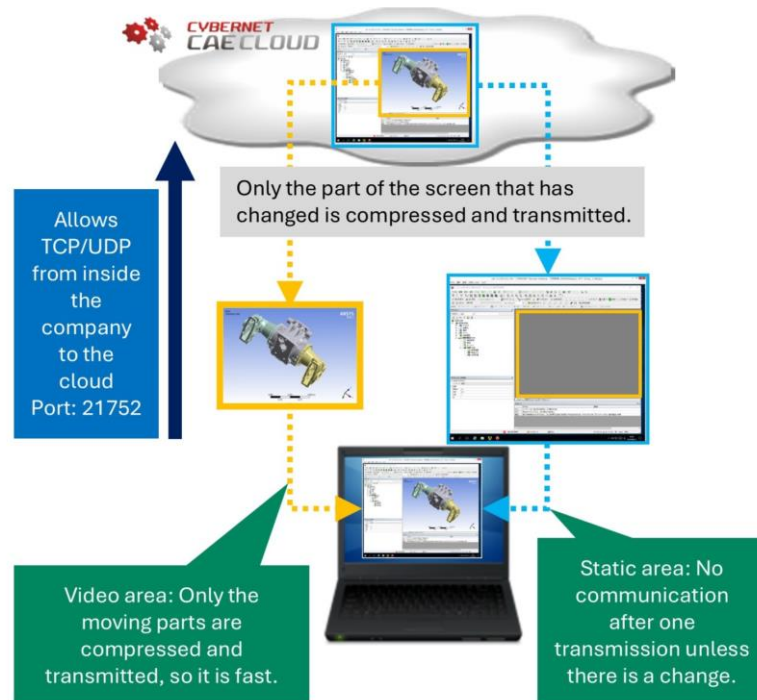 CYBERNET
CAECLOUD
Only the part of the screen that has
changed is compressed and transmitted.
Allows
TCP/UDP
from inside
the
company
to the
cloud
Port: 21752
Video area: Only the
moving parts are
compressed and
transmitted, so it is fast.
Static area: No
communication
after one
transmission unless
there is a change.